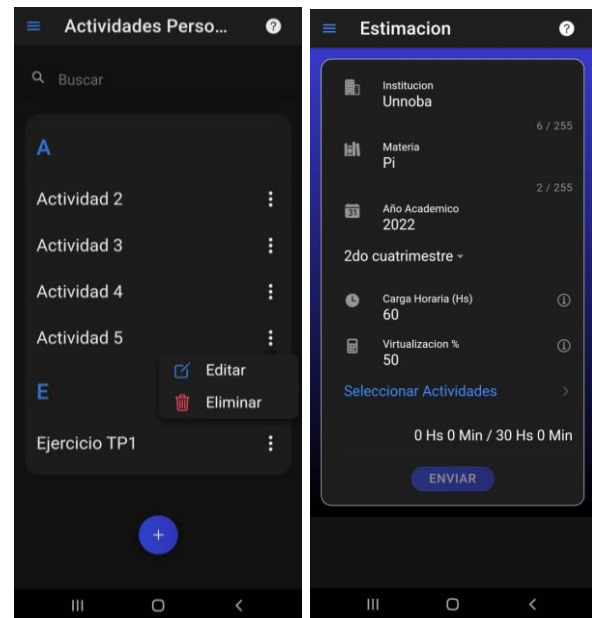 Actividades Perso...
?
Buscar
A
Actividad 2
Actividad 3
Actividad 4
Actividad 5
Editar
Eliminar
E
Ejercicio TP1
+
Estimacion
?
Institucion
Unnoba
6 / 255
Materia
Pi
2 / 255
31
Año Academico
2022
2do cuatrimestre
Carga Horaria (Hs)
60
Virtualizacion %
50
Seleccionar Actividades
0 Hs 0 Min / 30 Hs 0 Min
ENVIAR